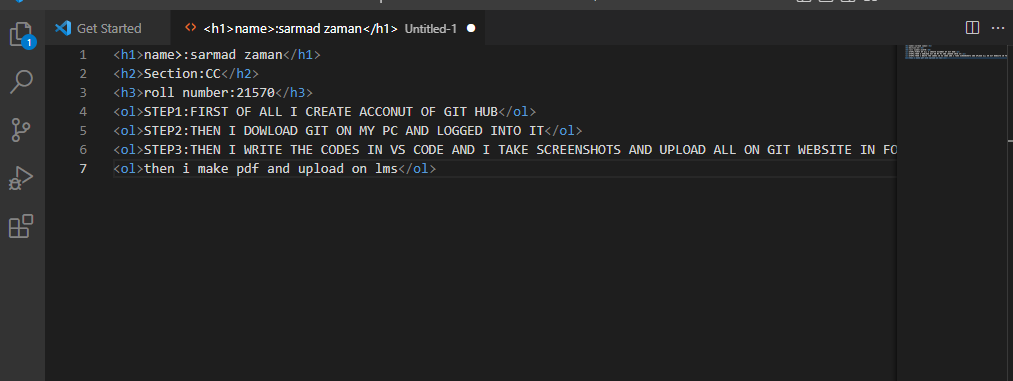 Get Started
<> <h1>name>:sarmad zaman</h1> Untitled-1
1
1 <h1>name>:sarmad zaman</h1>
2 <h2>Section:CC</h2>
3 <h3>roll number:21570</h3>
4 <ol>STEP1:FIRST OF ALL I CREATE ACCONUT OF GIT HUB</ol>
5 <ol>STEP2:THEN I DOWLOAD GIT ON MY PC AND LOGGED INTO IT</ol>
6 <ol>STEP3:THEN I WRITE THE CODES IN VS CODE AND I TAKE SCREENSHOTS AND UPLOAD ALL ON GIT WEBSITE IN FO
7 <ol>then i make pdf and upload on lms</ol>